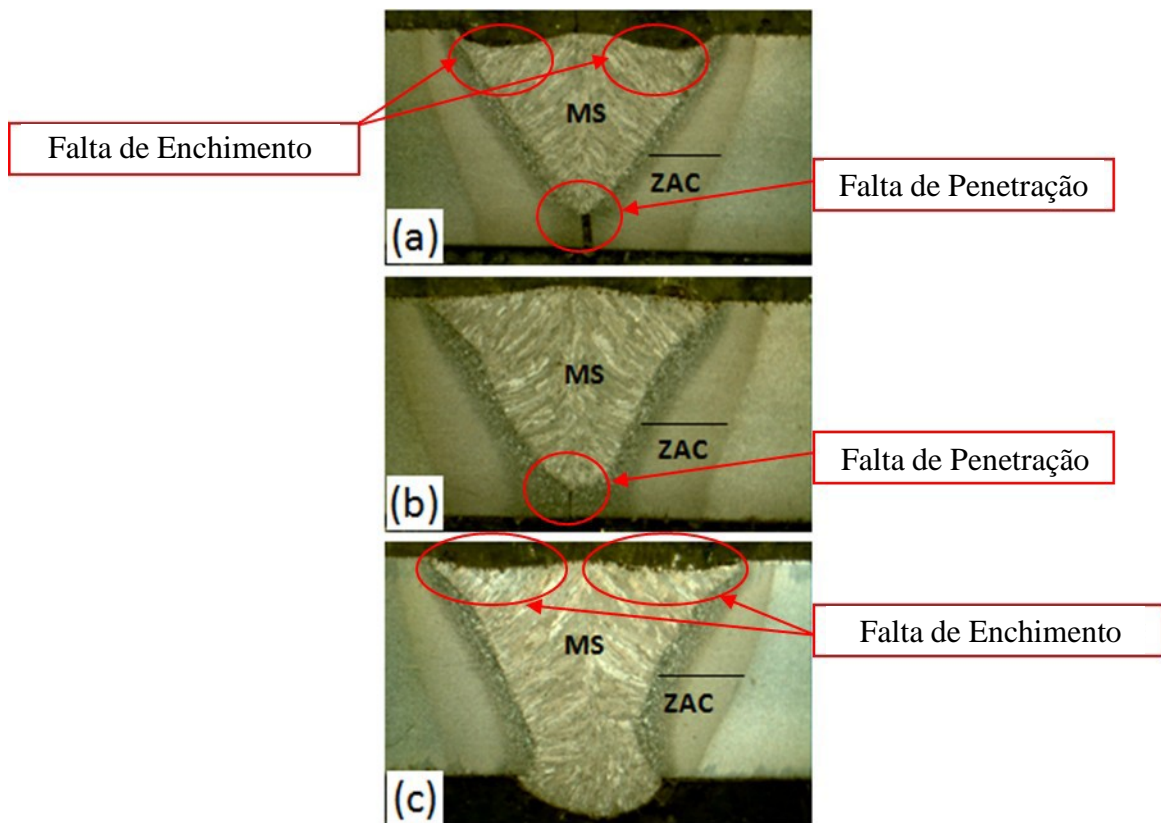 MS
Falta de Enchimento
ZAC
Falta de Penetração
(a)
MS
ZAC
Falta de Penetração
(b)
MS
Falta de Enchimento
ZAC
(c)